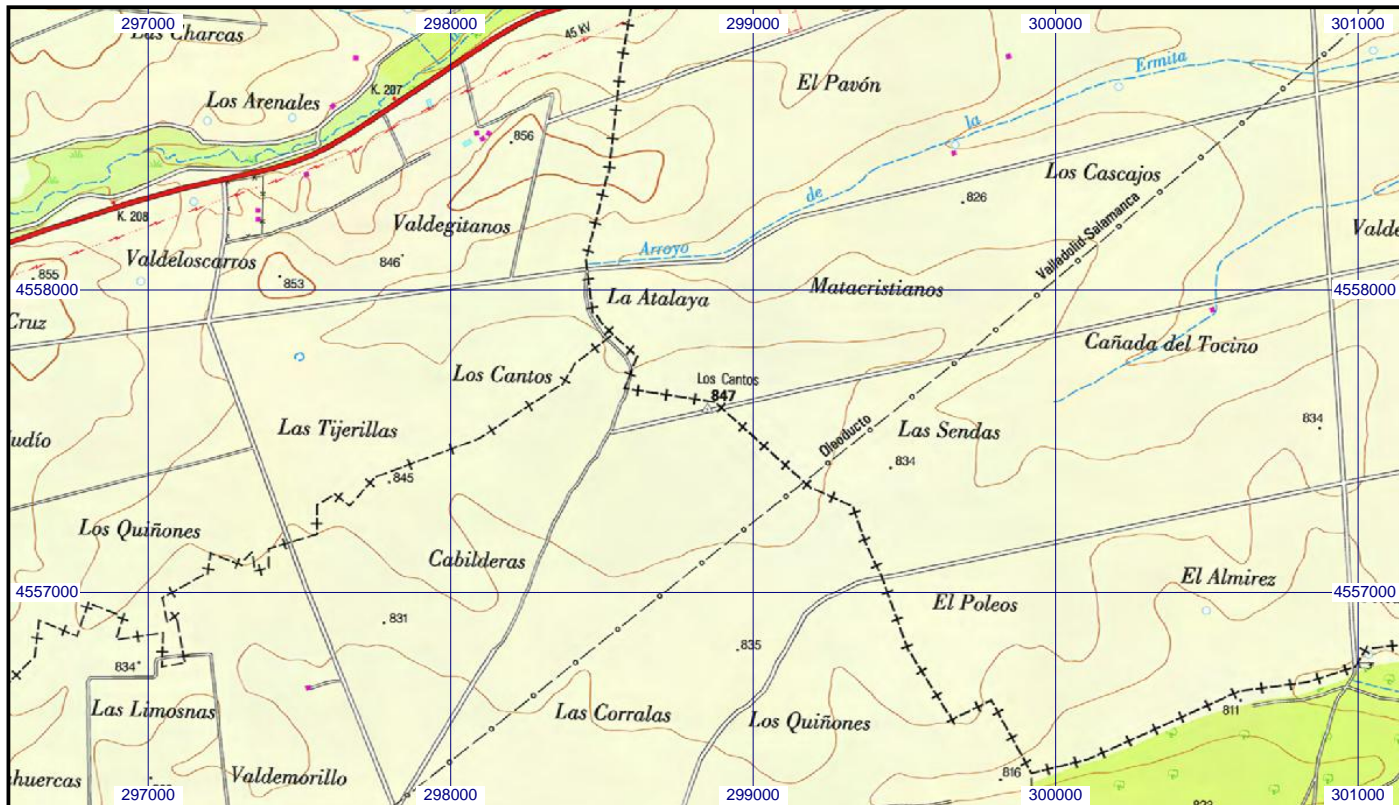 297000 298000 299000 300000 301000
Las Charcas
45 kV
Ermita
K. 207
El Pavón
Los Arenales
la
856
Los Cascajos
de
826
K. 208
Valdegitanos
Valladolid-Salamanca
Arroyo
Valdeloscarros
846
855
853
4558000
La Atalaya
Matacristianos
4558000
Cruz
Cañada del Tocino
Los Cantos
Los Cantos
847
834
Las Tijerillas
Oleoducto
Las Sendas
834
845
Los Quiñones
Cabilderas
4557000
El Almirez
4557000
El Poleos
831
835
834
Las Limosnas
Las Corralas
Los Quiñones
811
816
Valdemorillo
297000 298000 299000 300000 301000